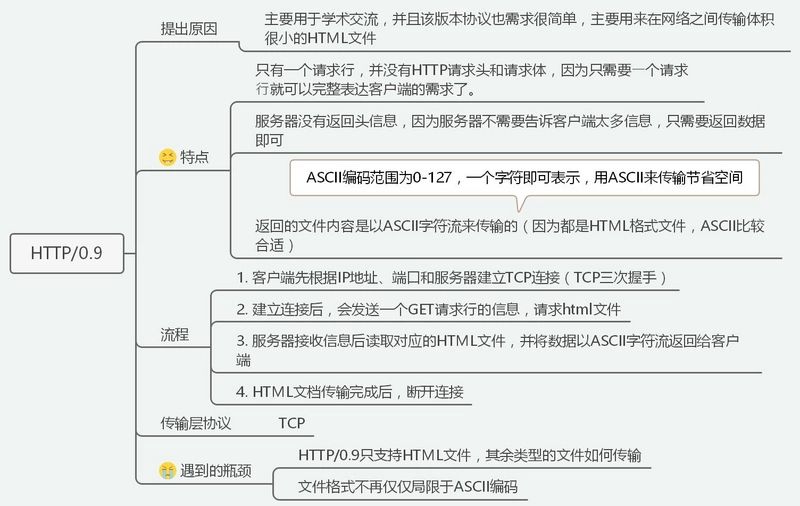 HTTP/0.9
提出原因
主要用于学术交流，并且该版本协议也需求很简单，主要用来在网络之间传输体积
很小的HTML文件
特点
只有一个请求行，并没有HTTP请求头和请求体，因为只需要一个请求
行就可以完整表达客户端的需求了。
服务器没有返回头信息，因为服务器不需要告诉客户端太多信息，只需要返回数据
即可
ASCII编码范围为0-127，一个字符即可表示，用ASCII来传输节省空间
返回的文件内容是以ASCII字符流来传输的（因为都是HTML格式文件，ASCII比较
合适）
流程
1. 客户端先根据IP地址、端口和服务器建立TCP连接（TCP三次握手）
2. 建立连接后，会发送一个GET请求行的信息，请求html文件
3. 服务器接收信息后读取对应的HTML文件，并将数据以ASCII字符流返回给客户
端
4. HTML文档传输完成后，断开连接
传输层协议
TCP
遇到的瓶颈
HTTP/0.9只支持HTML文件，其余类型的文件如何传输
文件格式不再仅仅局限于ASCII编码